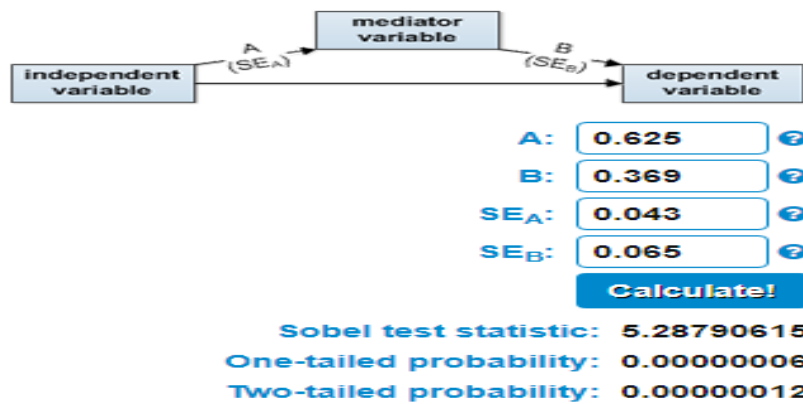 mediator
variable
A
(SEA)
B
(SEB)
independent
variable
dependent
variable
A: 0.625 ?
B: 0.369 ?
SEA: 0.043 ?
SEB: 0.065 ?
Calculate!
Sobel test statistic: 5.28790615
One-tailed probability: 0.00000006
Two-tailed probability: 0.00000012